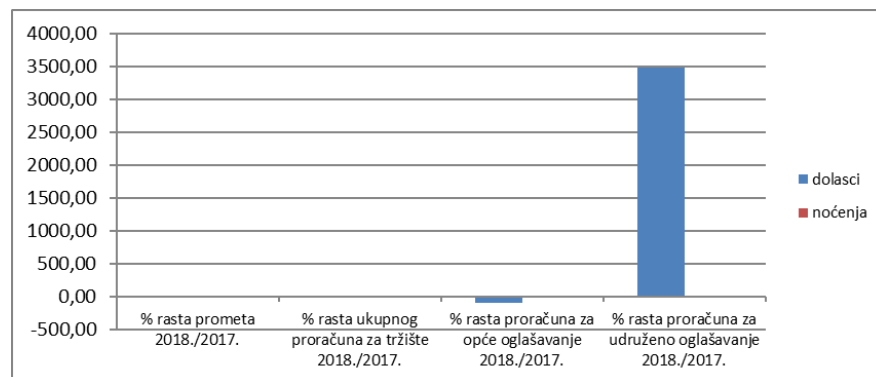 4000,00
3500,00
3000,00
2500,00
2000,00
1500,00
1000,00
500,00
0,00
-500,00
% rasta prometa
2018./2017.
% rasta ukupnog
proračuna za tržište
2018./2017.
% rasta proračuna za
opće oglašavanje
2018./2017.
% rasta proračuna za
udruženo oglašavanje
2018./2017.
dolasci
noćenja